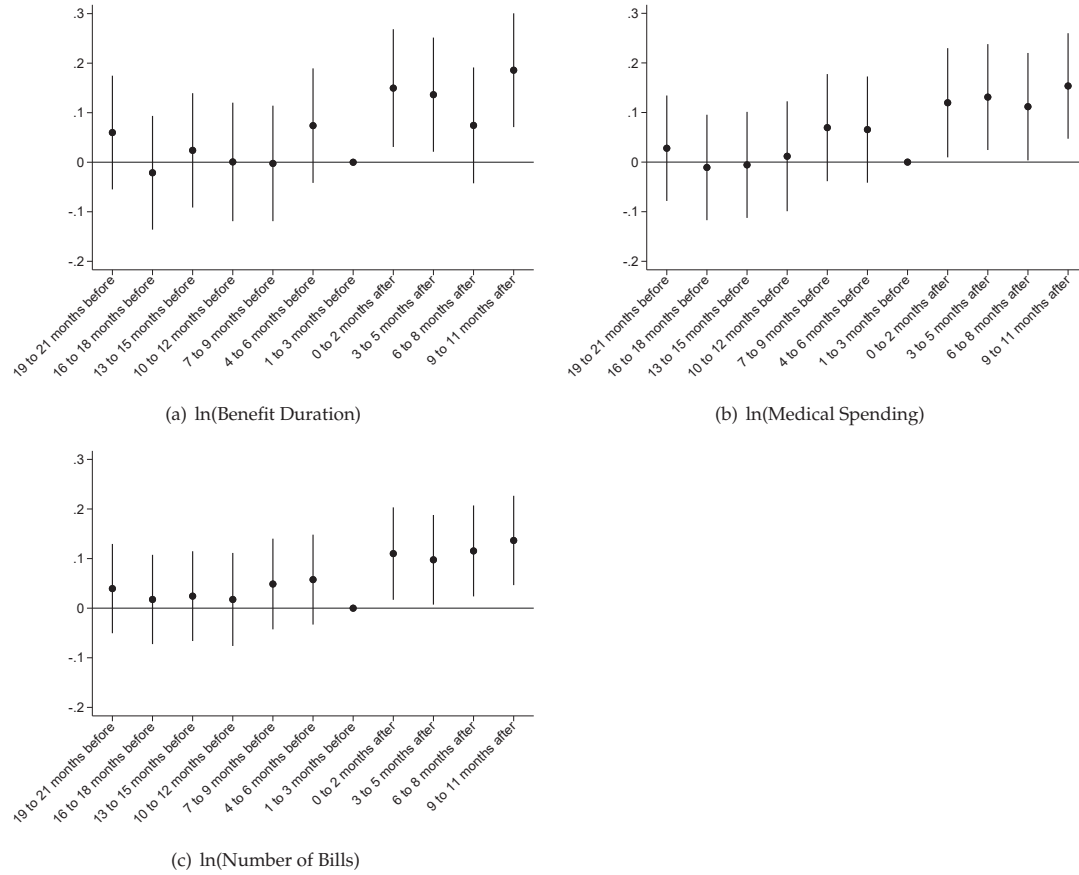 .3
.2
.1
0
-.1
-.2
19 to 21 months before
16 to 18 months before
13 to 15 months before
10 to 12 months before
7 to 9 months before
4 to 6 months before
1 to 3 months before
0 to 2 months after
3 to 5 months after
6 to 8 months after
9 to 11 months after
(a) ln(Benefit Duration)
.3
.2
.1
0
-.1
-.2
19 to 21 months before
16 to 18 months before
13 to 15 months before
10 to 12 months before
7 to 9 months before
4 to 6 months before
1 to 3 months before
0 to 2 months after
3 to 5 months after
6 to 8 months after
9 to 11 months after
(b) ln(Medical Spending)
.3
.2
.1
0
-.1
-.2
19 to 21 months before
16 to 18 months before
13 to 15 months before
10 to 12 months before
7 to 9 months before
4 to 6 months before
1 to 3 months before
0 to 2 months after
3 to 5 months after
6 to 8 months after
9 to 11 months after
(c) ln(Number of Bills)